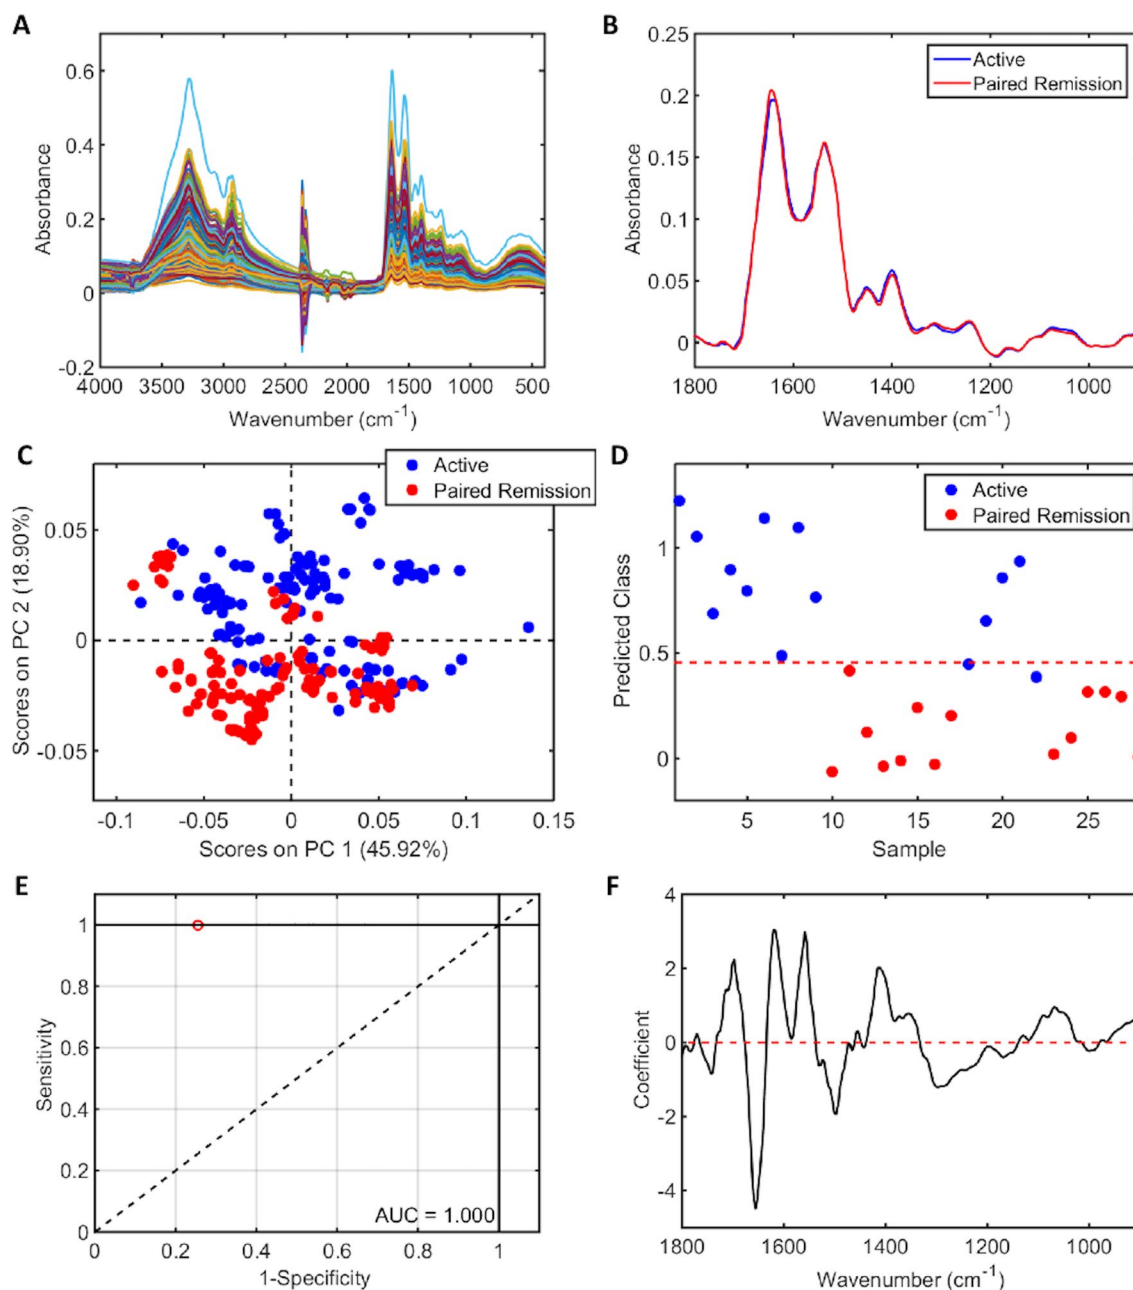 A
0.6
0.4
0.2
0
-0.2
Absorbance
4000 3500 3000 2500 2000 1500 1000 500
Wavenumber (cm⁻¹)
B
0.25
0.2
0.15
0.1
0.05
0
Absorbance
Active
Paired Remission
1800 1600 1400 1200 1000
Wavenumber (cm⁻¹)
C
Active
Paired Remission
0.05
0
-0.05
Scores on PC 2 (18.90%)
-0.1 -0.05 0 0.05 0.1 0.15
Scores on PC 1 (45.92%)
D
Active
Paired Remission
1
0.5
0
Predicted Class
5 10 15 20 25
Sample
E
1
0.8
0.6
0.4
0.2
0
Sensitivity
AUC = 1.000
0 0.2 0.4 0.6 0.8 1
1-Specificity
F
4
2
0
-2
-4
Coefficient
1800 1600 1400 1200 1000
Wavenumber (cm⁻¹)